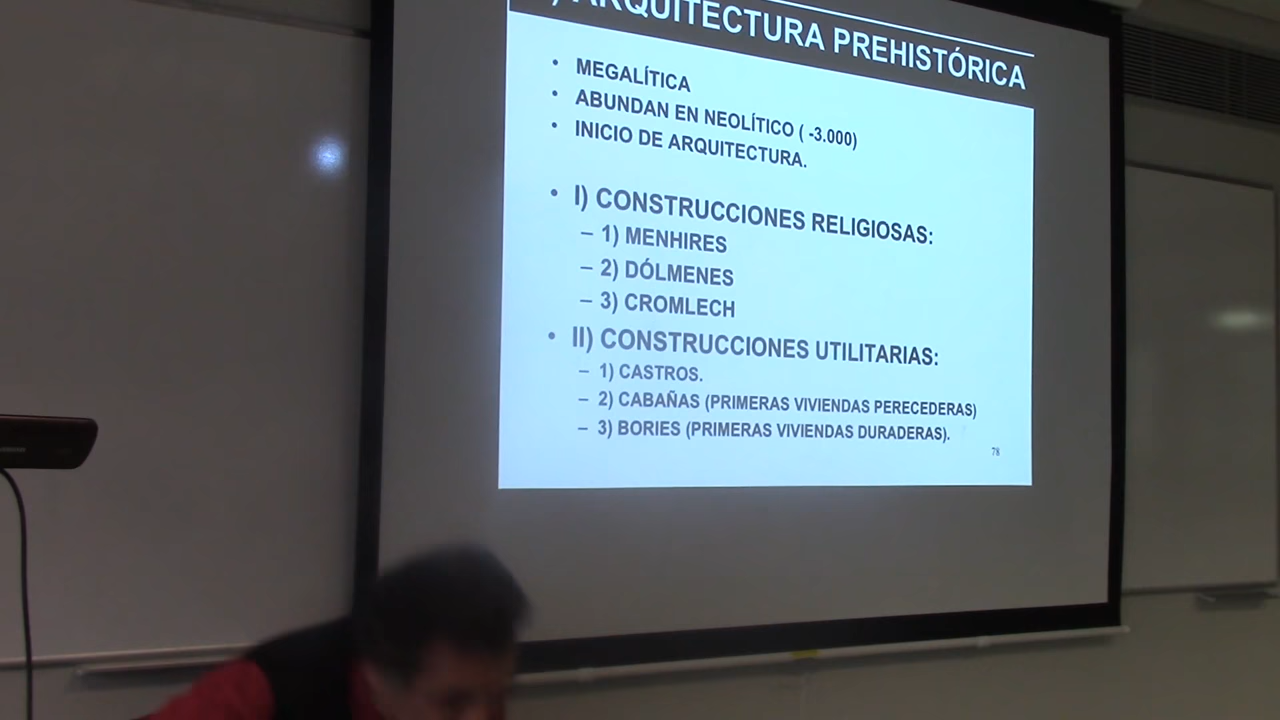 ARQUITECTURA PREHISTÓRICA
• MEGALÍTICA
• ABUNDAN EN NEOLÍTICO ( -3.000)
• INICIO DE ARQUITECTURA.
• I) CONSTRUCCIONES RELIGIOSAS:
– 1) MENHIRES
– 2) DÓLMENES
– 3) CROMLECH
• II) CONSTRUCCIONES UTILITARIAS:
– 1) CASTROS.
– 2) CABAÑAS (PRIMERAS VIVIENDAS PERECEDERAS)
– 3) BORIES (PRIMERAS VIVIENDAS DURADERAS).
78